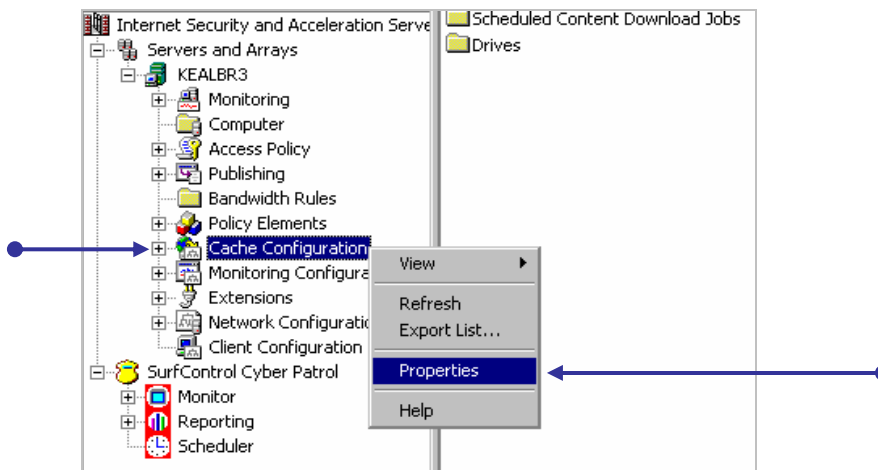 Internet Security and Acceleration Serve
Servers and Arrays
KEALBR3
Monitoring
Computer
Access Policy
Publishing
Bandwidth Rules
Policy Elements
Cache Configuration
Monitoring Configura
Extensions
Network Configuratio
Client Configuration
SurfControl Cyber Patrol
Monitor
Reporting
Scheduler
Scheduled Content Download Jobs
Drives
View
Refresh
Export List...
Properties
Help